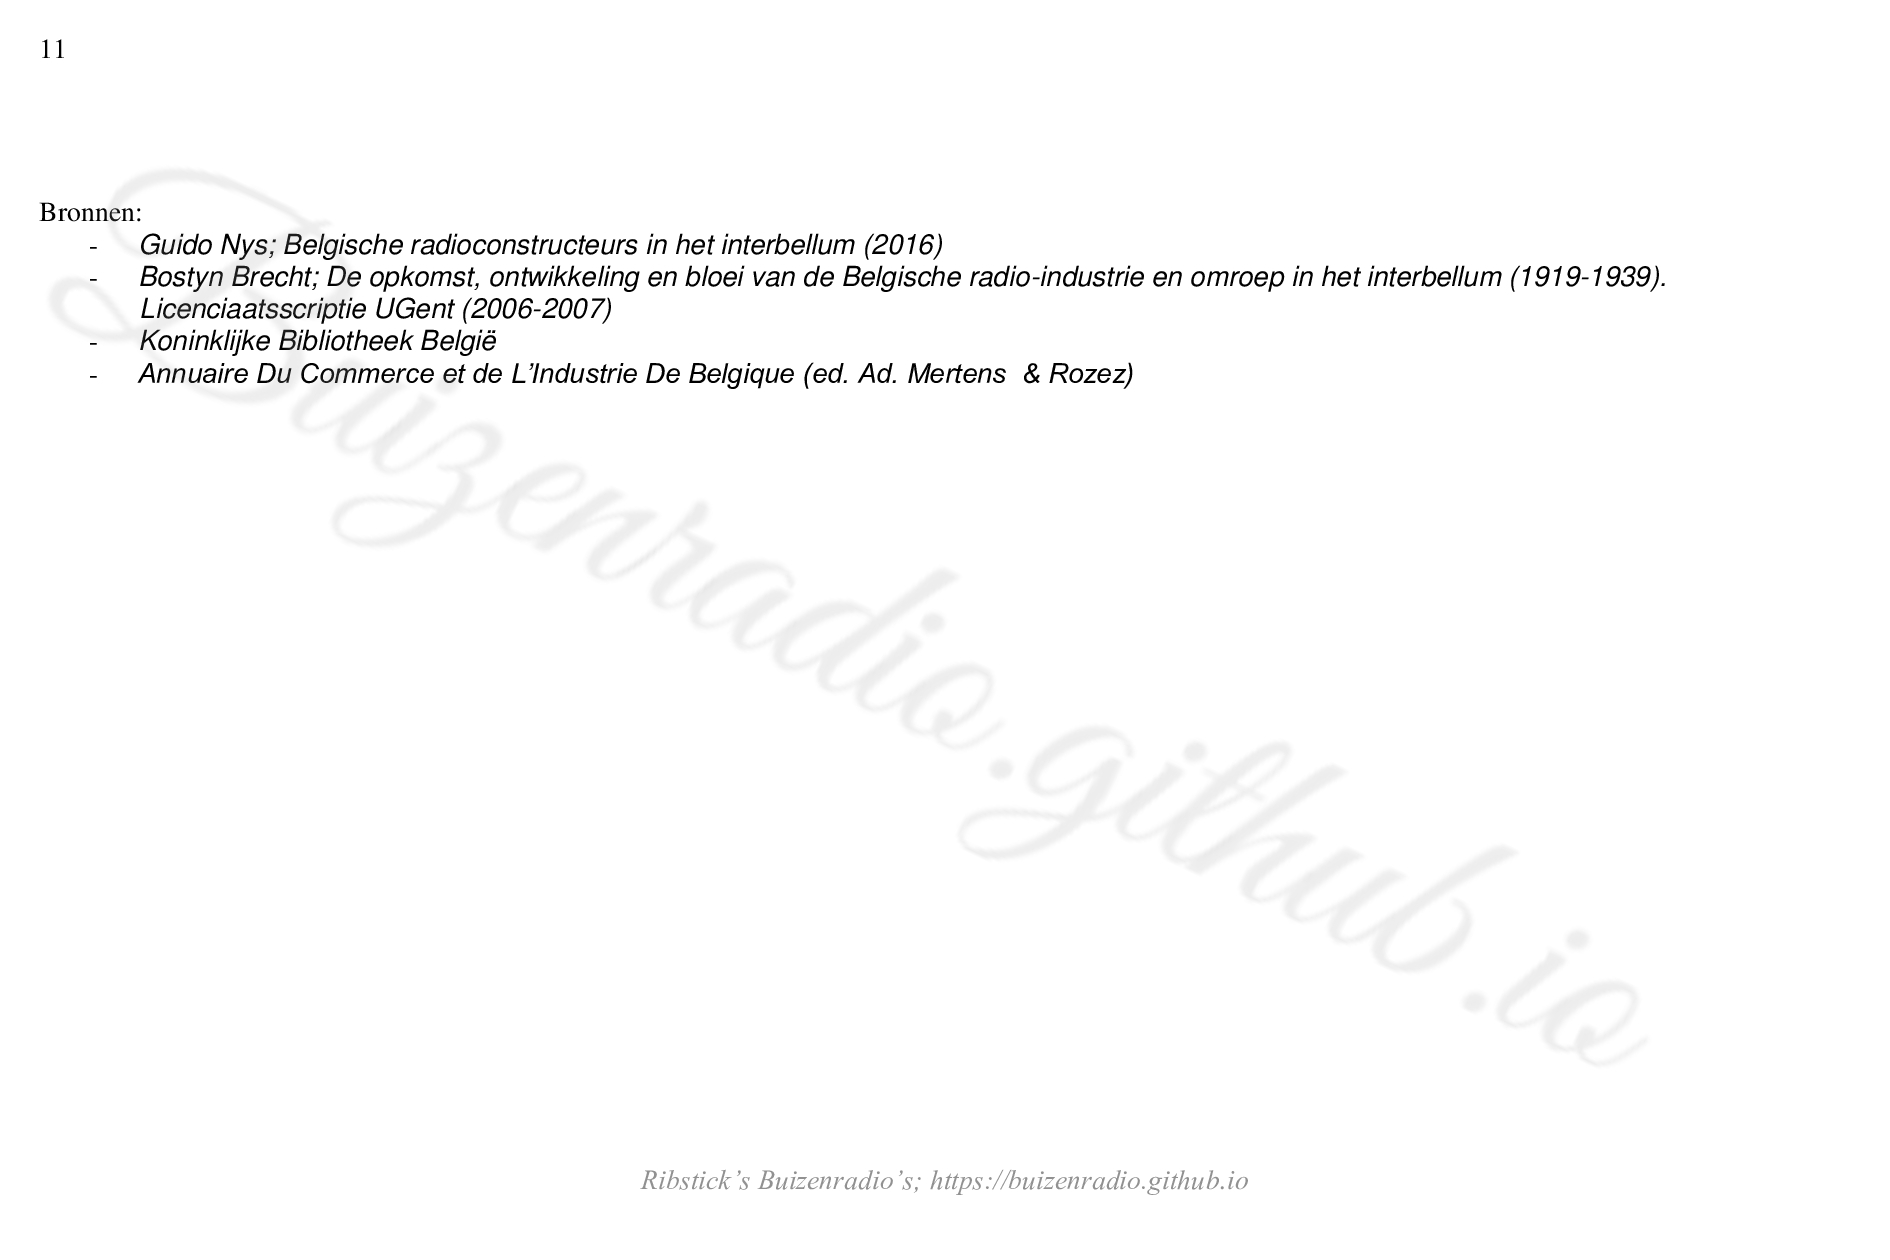 11
Bronnen:
- Guido Nys; Belgische radioconstructeurs in het interbellum (2016)
- Bostyn Brecht; De opkomst, ontwikkeling en bloei van de Belgische radio-industrie en omroep in het interbellum (1919-1939).
Licenciaatsscriptie UGent (2006-2007)
- Koninklijke Bibliotheek België
- Annuaire Du Commerce et de L’Industrie De Belgique (ed. Ad. Mertens  & Rozez)
Buizenradio.github.io
Ribstick’s Buizenradio’s; https://buizenradio.github.io